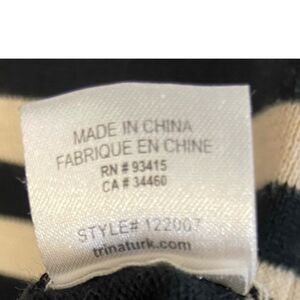 MADE IN CHINA
FABRIQUE EN CHINE
RN # 93415
CA # 34460
STYLE# 122007
trinaturk.com